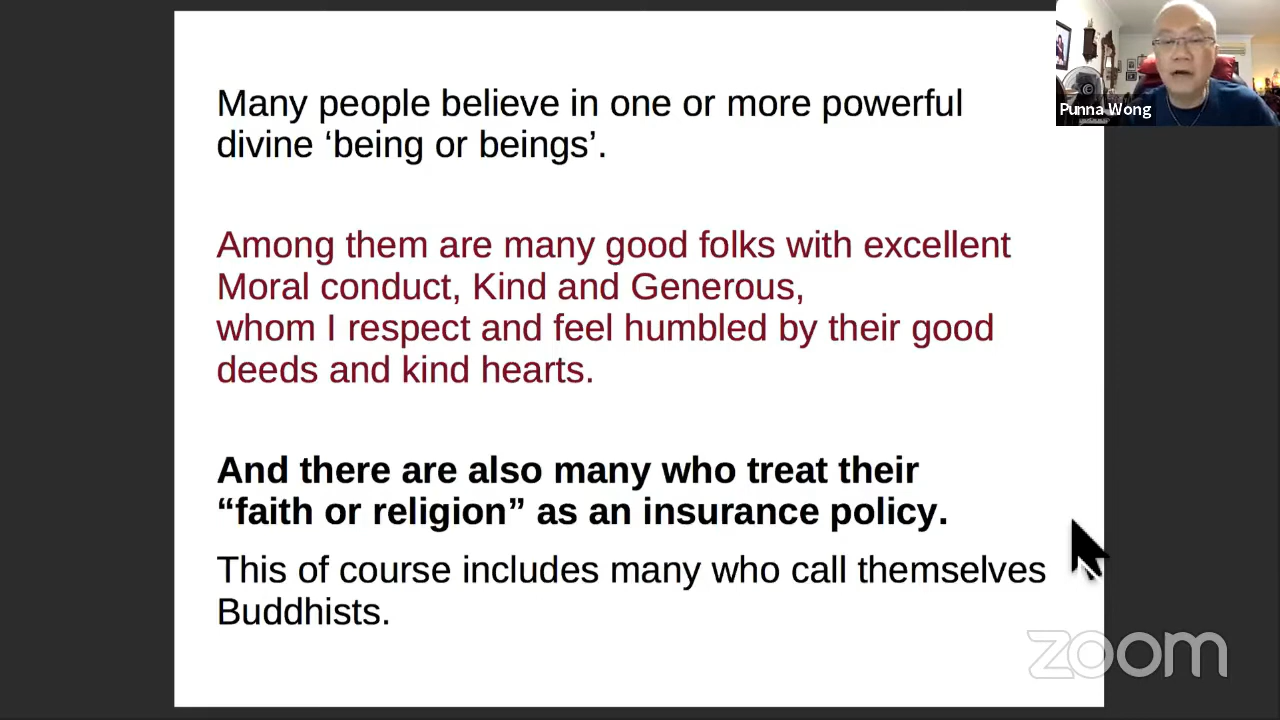 Many people believe in one or more powerful
divine ‘being or beings’.
Among them are many good folks with excellent
Moral conduct, Kind and Generous,
whom I respect and feel humbled by their good
deeds and kind hearts.
And there are also many who treat their
“faith or religion” as an insurance policy.
This of course includes many who call themselves
Buddhists.
©
Punna Wong
zoom